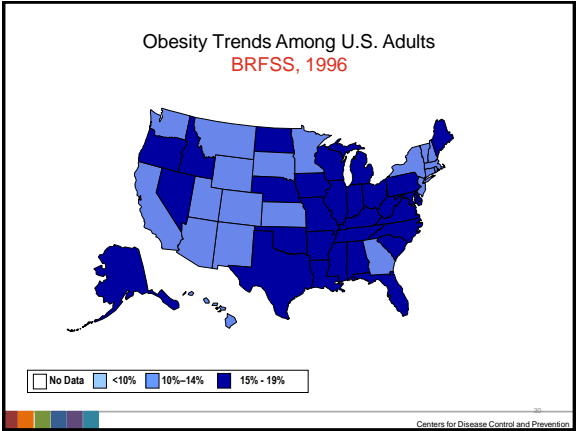 Obesity Trends Among U.S. Adults
BRFSS, 1996
No Data <10% 10%–14% 15% - 19%
30
Centers for Disease Control and Prevention